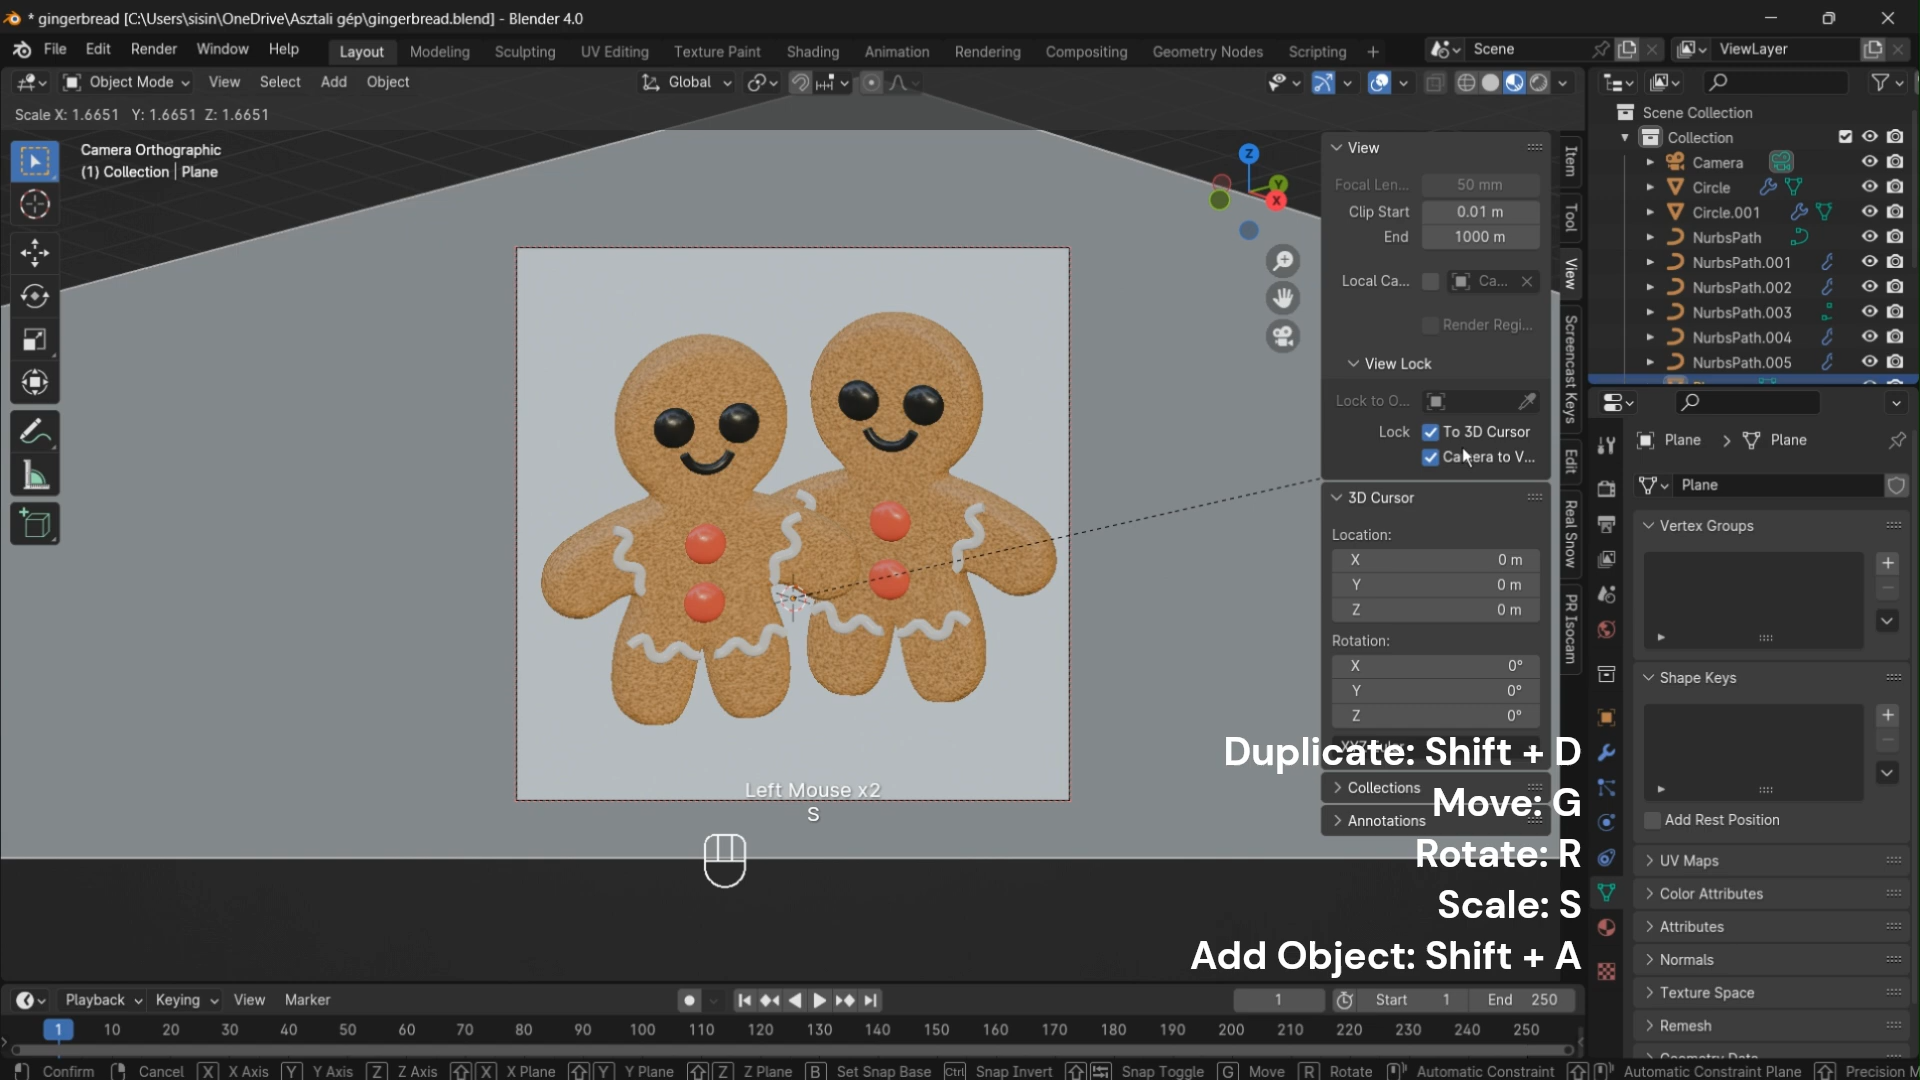 * gingerbread [C:\Users\sisin\OneDrive\Asztali gép\gingerbread.blend] - Blender 4.0
File Edit Render Window Help Layout Modeling Sculpting UV Editing Texture Paint Shading Animation Rendering Compositing Geometry Nodes Scripting + Scene ViewLayer
Object Mode View Select Add Object Global
Scale X: 1.6651 Y: 1.6651 Z: 1.6651
Camera Orthographic
(1) Collection | Plane
Z
Y
X
View
Focal Len... 50 mm
Clip Start 0.01 m
End 1000 m
Local Ca... Ca...
Render Regi...
View Lock
Lock to O...
Lock To 3D Cursor
Camera to V...
3D Cursor
Location:
X 0 m
Y 0 m
Z 0 m
Rotation:
X 0°
Y 0°
Z 0°
Collections
Annotations
Item
Tool
View
Screencast Keys
Edit
Real Snow
PR Isocam
Scene Collection
Collection
Camera
Circle
Circle.001
NurbsPath
NurbsPath.001
NurbsPath.002
NurbsPath.003
NurbsPath.004
NurbsPath.005
Plane > Plane
Plane
Vertex Groups
Shape Keys
Add Rest Position
UV Maps
Color Attributes
Attributes
Normals
Texture Space
Remesh
Left Mouse x2
S
Duplicate: Shift + D
Move: G
Rotate: R
Scale: S
Add Object: Shift + A
Playback Keying View Marker 1 Start 1 End 250
1 10 20 30 40 50 60 70 80 90 100 110 120 130 140 150 160 170 180 190 200 210 220 230 240 250
Confirm Cancel X X Axis Y Y Axis Z Z Axis X X Plane Y Y Plane Z Z Plane B Set Snap Base Ctrl Snap Invert Snap Toggle G Move R Rotate Automatic Constraint Automatic Constraint Plane Precision M